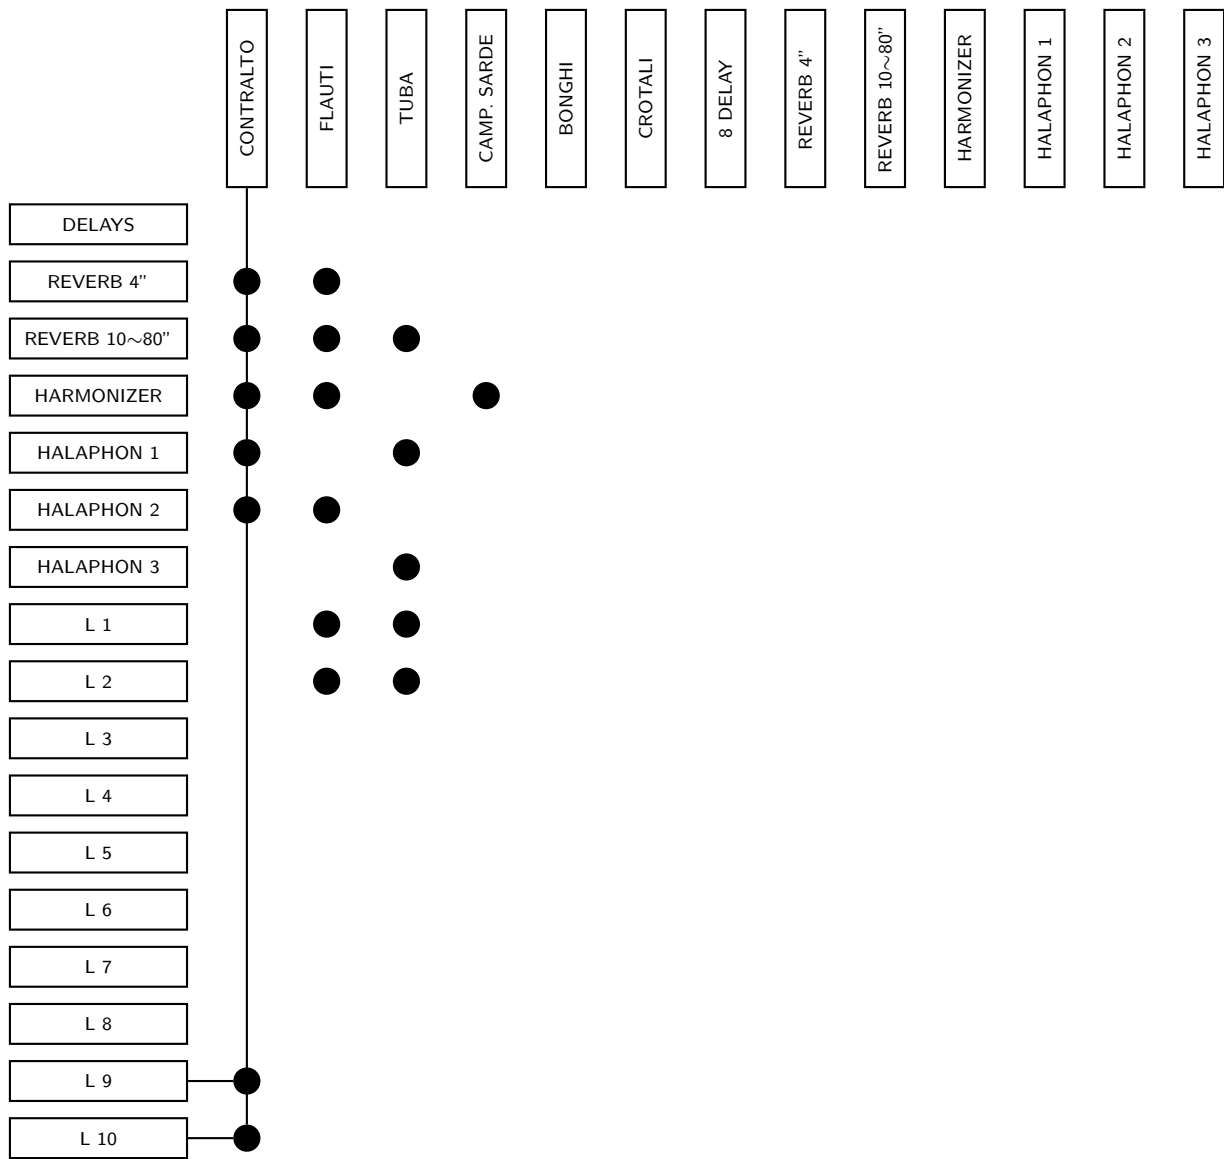 CONTRALTO
FLAUTI
TUBA
CAMP. SARDE
BONGHI
CROTALI
8 DELAY
REVERB 4”
REVERB 10∼80”
HARMONIZER
HALAPHON 1
HALAPHON 2
HALAPHON 3
DELAYS
REVERB 4”
REVERB 10∼80”
HARMONIZER
HALAPHON 1
HALAPHON 2
HALAPHON 3
L 1
L 2
L 3
L 4
L 5
L 6
L 7
L 8
L 9
L 10